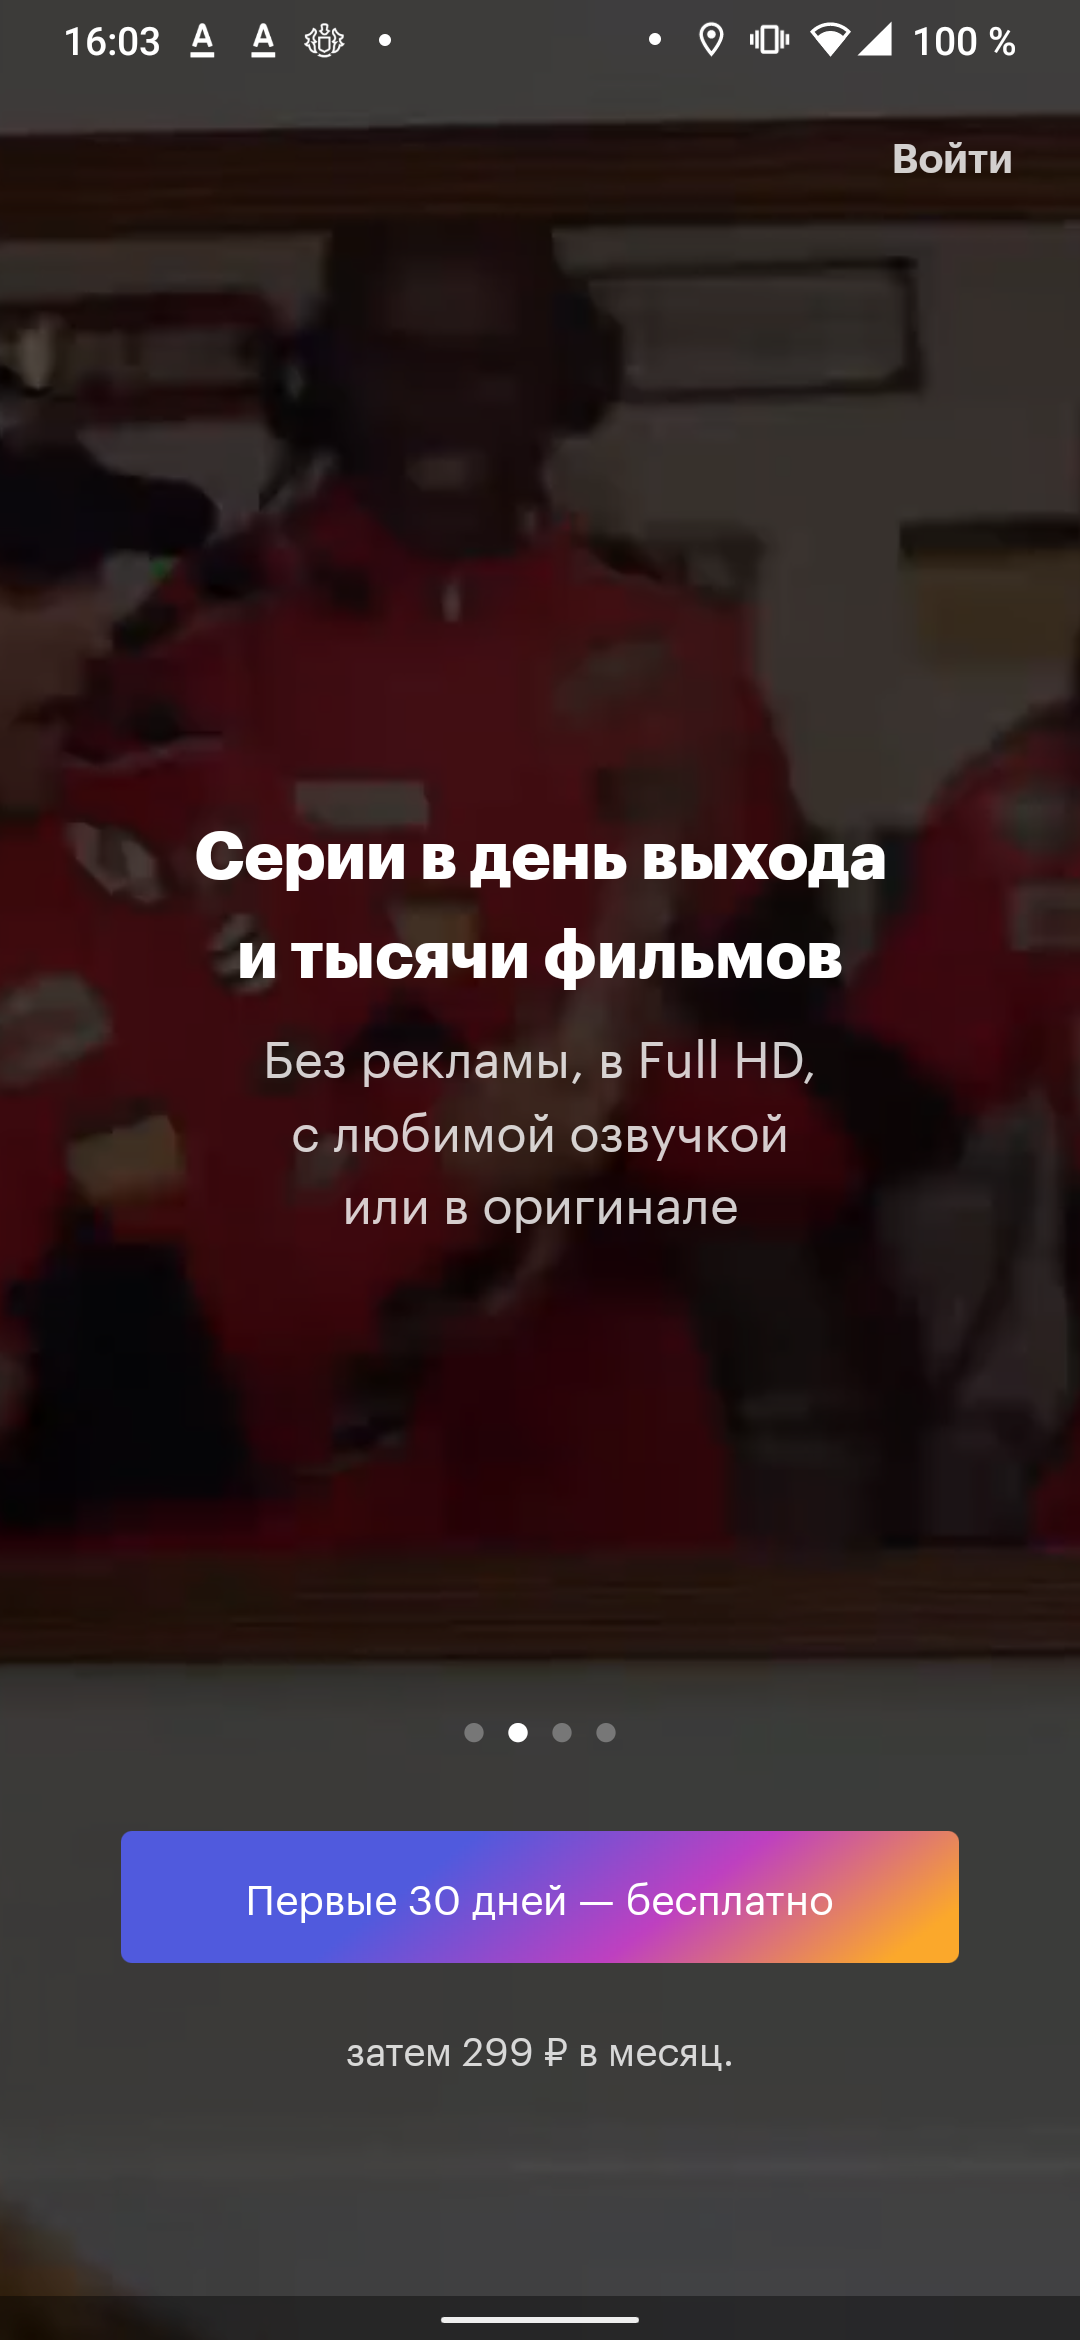 16:03 A A 100 %
Войти
Серии в день выхода
и тысячи фильмов
Без рекламы, в Full HD,
с любимой озвучкой
или в оригинале
Первые 30 дней — бесплатно
затем 299 ₽ в месяц.